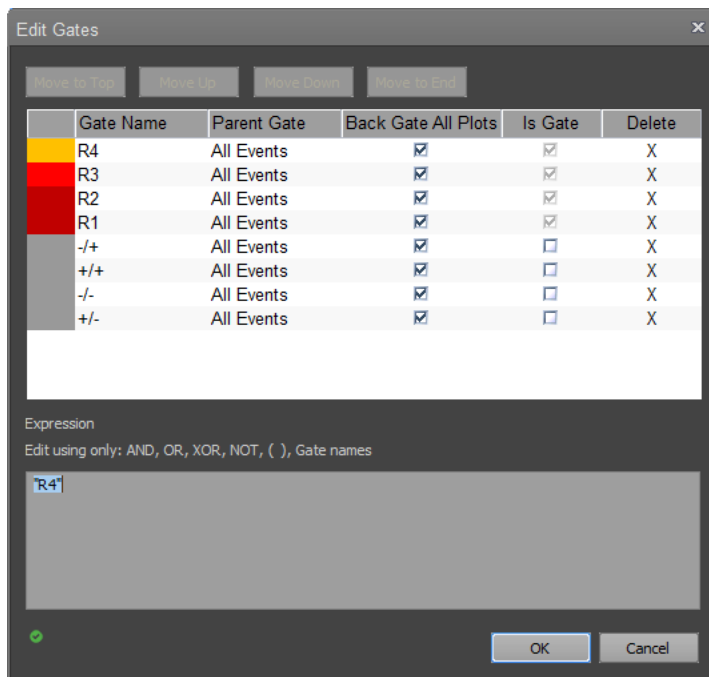 Edit Gates x
Move to Top Move Up Move Down Move to End
Gate Name Parent Gate Back Gate All Plots Is Gate Delete
R4 All Events X
R3 All Events X
R2 All Events X
R1 All Events X
-/+ All Events X
+/+ All Events X
-/- All Events X
+/- All Events X
Expression
Edit using only: AND, OR, XOR, NOT, ( ), Gate names
"R4"
OK Cancel